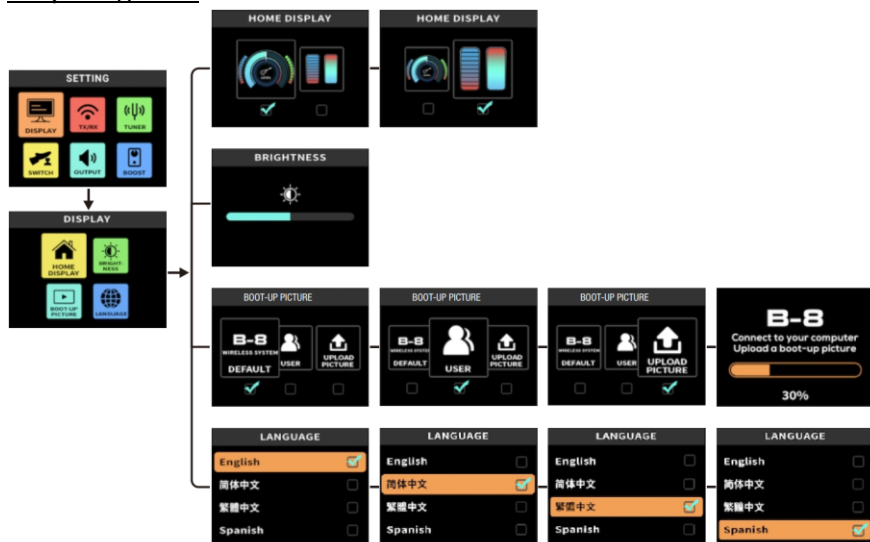 SETTING
DISPLAY
TX/RX
TUNER
SWITCH
OUTPUT
BOOST
DISPLAY
HOME
DISPLAY
BRIGHT-
NESS
BOOT-UP
PICTURE
LANGUAGE
HOME DISPLAY
HOME DISPLAY
BRIGHTNESS
BOOT-UP PICTURE
B-8
WIRELESS SYSTEM
DEFAULT
USER
UPLOAD
PICTURE
BOOT-UP PICTURE
B-8
WIRELESS SYSTEM
DEFAULT
USER
UPLOAD
PICTURE
BOOT-UP PICTURE
B-8
WIRELESS SYSTEM
DEFAULT
USER
UPLOAD
PICTURE
B-8
Connect to your computer
Upload a boot-up picture
30%
LANGUAGE
English
简体中文
繁體中文
Spanish
LANGUAGE
English
简体中文
繁體中文
Spanish
LANGUAGE
English
简体中文
繁體中文
Spanish
LANGUAGE
English
简体中文
繁體中文
Spanish